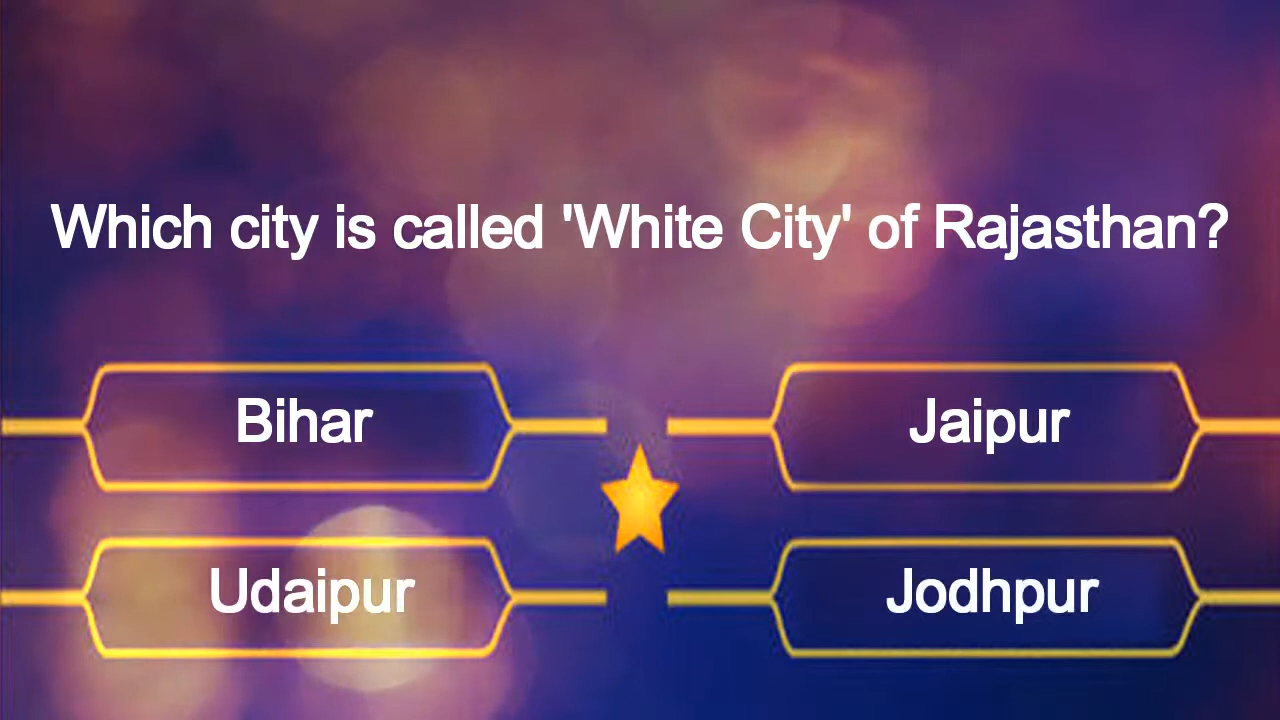 Which city is called 'White City' of Rajasthan?
Bihar
Jaipur
Udaipur
Jodhpur